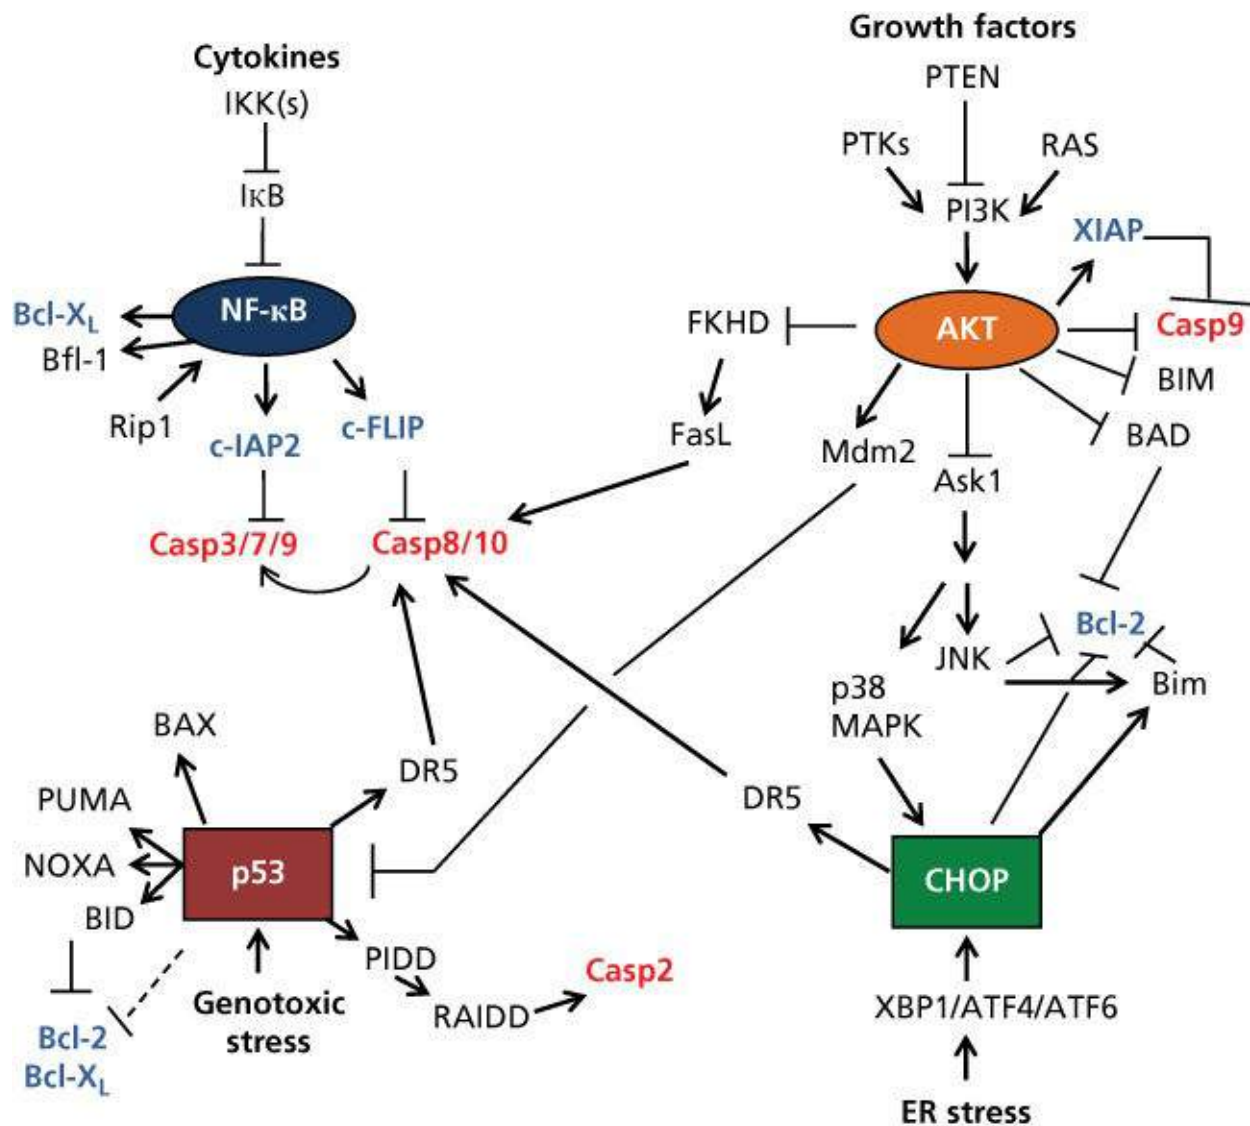 Growth factors
Cytokines
PTEN
IKK(s)
PTKs
RAS
IκB
PI3K
XIAP
NF-κB
Bcl-XL
FKHD
AKT
Casp9
Bfl-1
BIM
Rip1
c-IAP2
c-FLIP
FasL
Mdm2
BAD
Ask1
Casp3/7/9
Casp8/10
Bcl-2
JNK
p38
MAPK
Bim
BAX
DR5
PUMA
DR5
NOXA
p53
CHOP
BID
PIDD
Casp2
Genotoxic
stress
RAIDD
XBP1/ATF4/ATF6
Bcl-2
Bcl-XL
ER stress